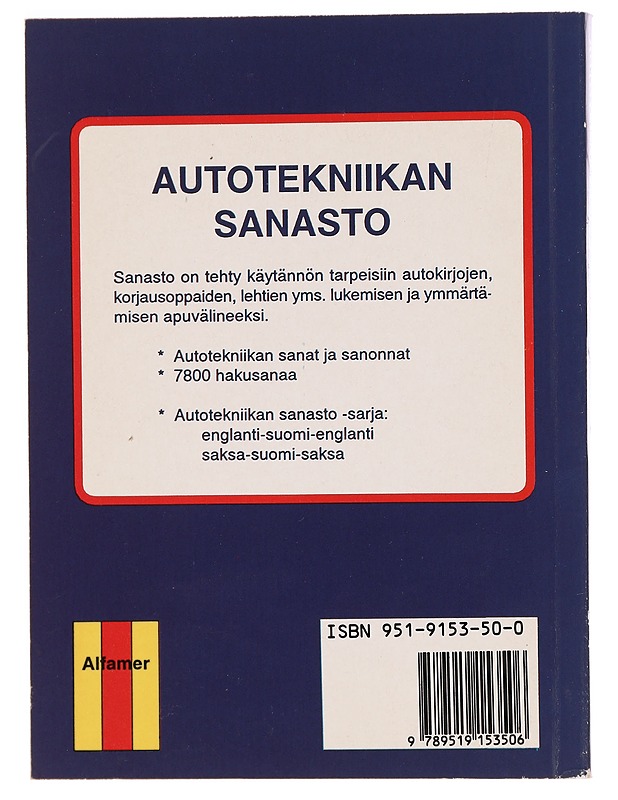 AUTOTEKNIIKAN
SANASTO
Sanasto on tehty käytännön tarpeisiin autokirjojen,
korjausoppaiden, lehtien yms. lukemisen ja ymmärtä-
misen apuvälineeksi.
* Autotekniikan sanat ja sanonnat
* 7800 hakusanaa
* Autotekniikan sanasto -sarja:
englanti-suomi-englanti
saksa-suomi-saksa
Alfamer
ISBN 951-9153-50-0
9 789519 153506